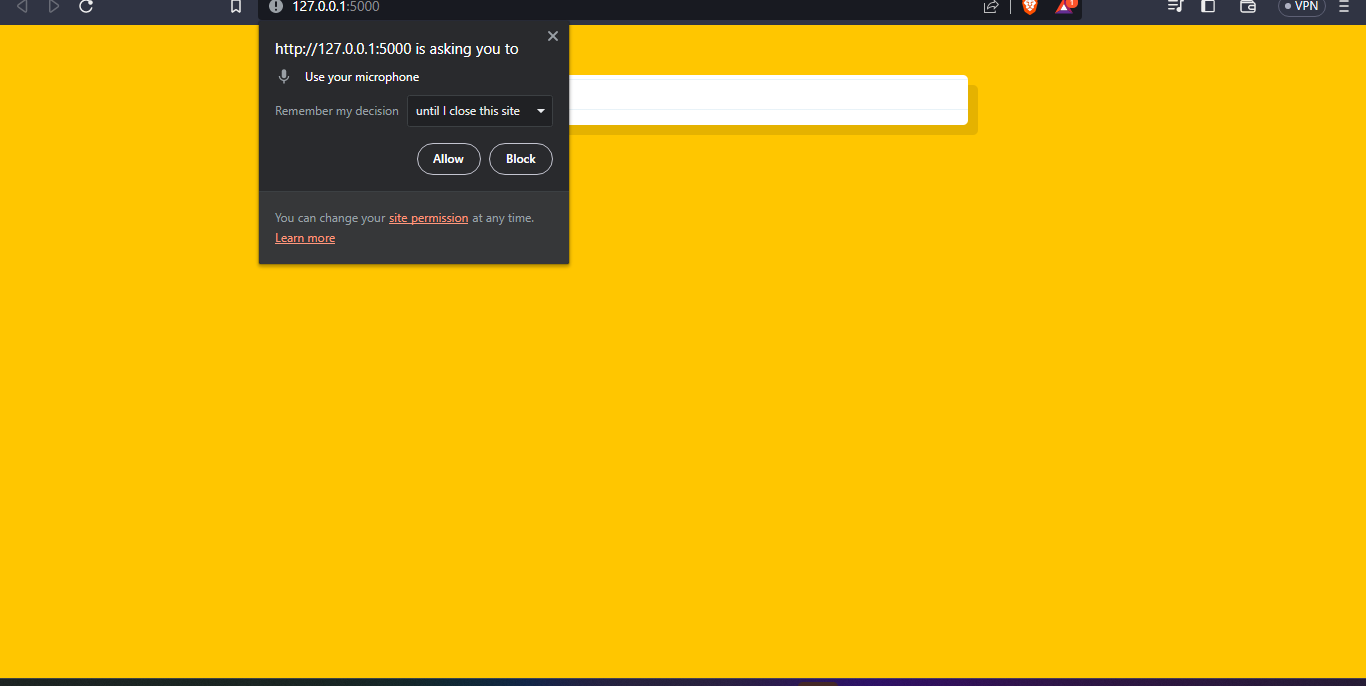 127.0.0.1:5000
1
VPN
http://127.0.0.1:5000 is asking you to
Use your microphone
Remember my decision until I close this site
Allow Block
You can change your site permission at any time.
Learn more